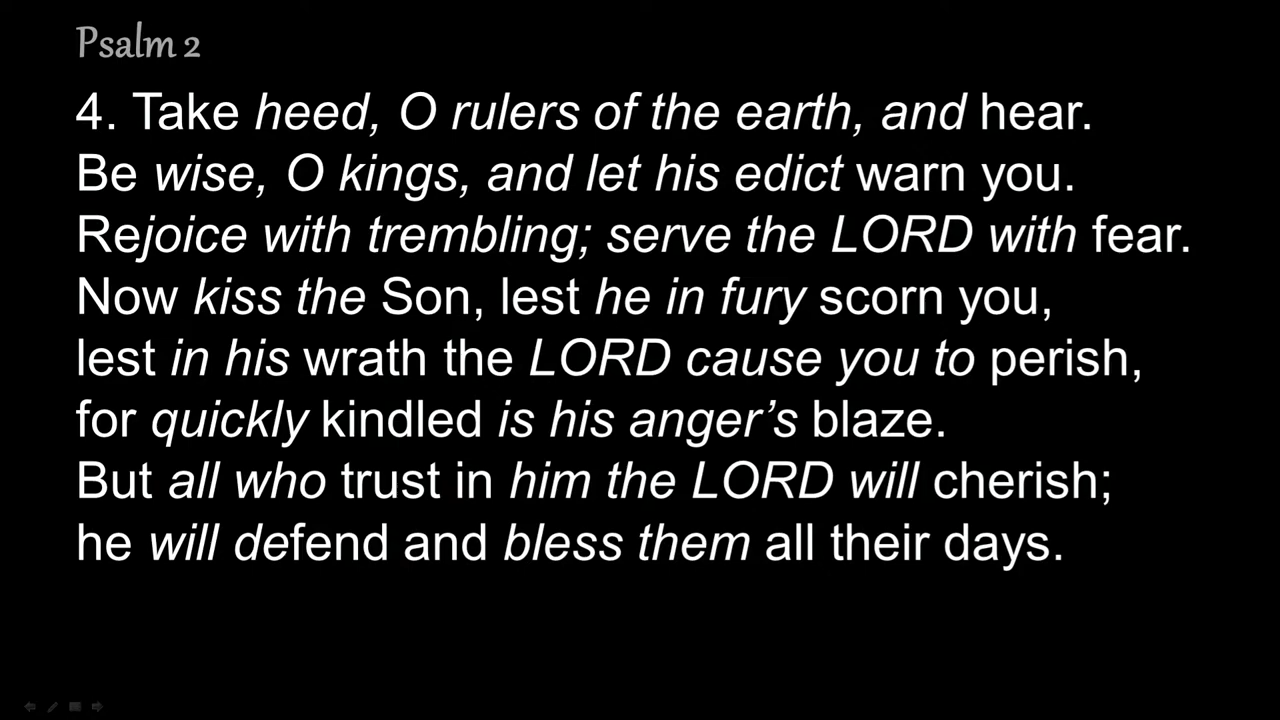 Psalm 2
4. Take heed, O rulers of the earth, and hear.
Be wise, O kings, and let his edict warn you.
Rejoice with trembling; serve the LORD with fear.
Now kiss the Son, lest he in fury scorn you,
lest in his wrath the LORD cause you to perish,
for quickly kindled is his anger’s blaze.
But all who trust in him the LORD will cherish;
he will defend and bless them all their days.